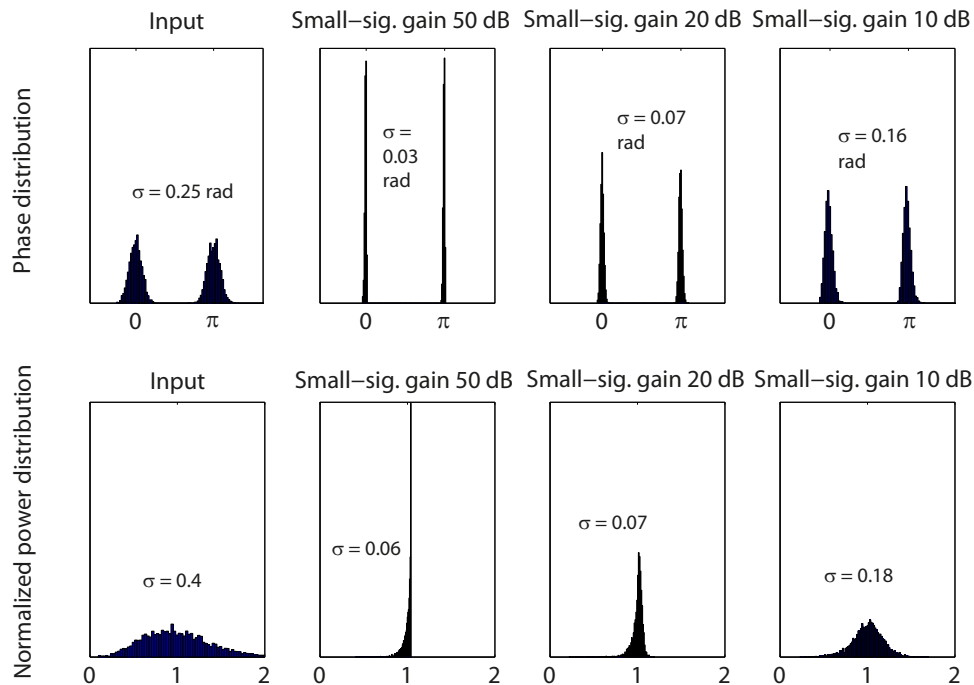 Input
Small−sig. gain 50 dB
Small−sig. gain 20 dB
Small−sig. gain 10 dB
Phase distribution
σ = 0.25 rad
σ =
0.03
rad
σ = 0.07
rad
σ = 0.16
rad
0 π
0 π
0 π
0 π
Input
Small−sig. gain 50 dB
Small−sig. gain 20 dB
Small−sig. gain 10 dB
Normalized power distribution
σ = 0.4
σ = 0.06
σ = 0.07
σ = 0.18
0 1 2
0 1 2
0 1 2
0 1 2